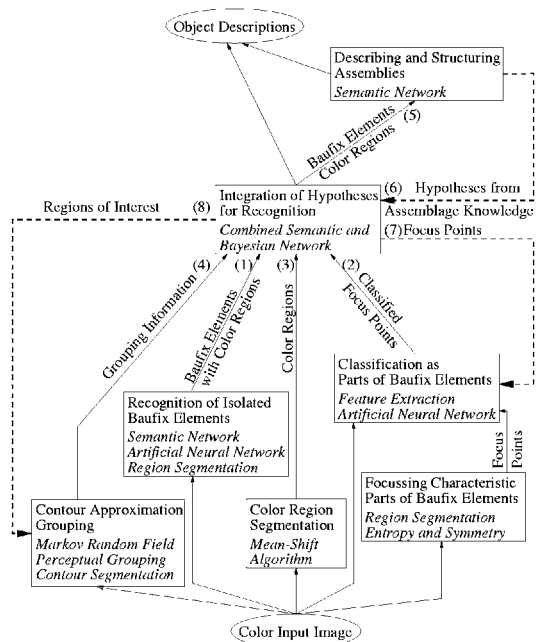 Object Descriptions
Describing and Structuring
Assemblies
Semantic Network
Baufix Elements
Color Regions
(5)
Integration of Hypotheses
for Recognition
Combined Semantic and
Bayesian Network
(6) Hypotheses from
Assemblage Knowledge
(7) Focus Points
Regions of Interest (8)
(4)
(1)
(3)
(2)
Grouping Information
Baufix Elements
with Color Regions
Color Regions
Classified
Focus Points
Classification as
Parts of Baufix Elements
Feature Extraction
Artificial Neural Network
Recognition of Isolated
Baufix Elements
Semantic Network
Artificial Neural Network
Region Segmentation
Focus
Points
Focussing Characteristic
Parts of Baufix Elements
Region Segmentation
Entropy and Symmetry
Contour Approximation
Grouping
Markov Random Field
Perceptual Grouping
Contour Segmentation
Color Region
Segmentation
Mean-Shift
Algorithm
Color Input Image